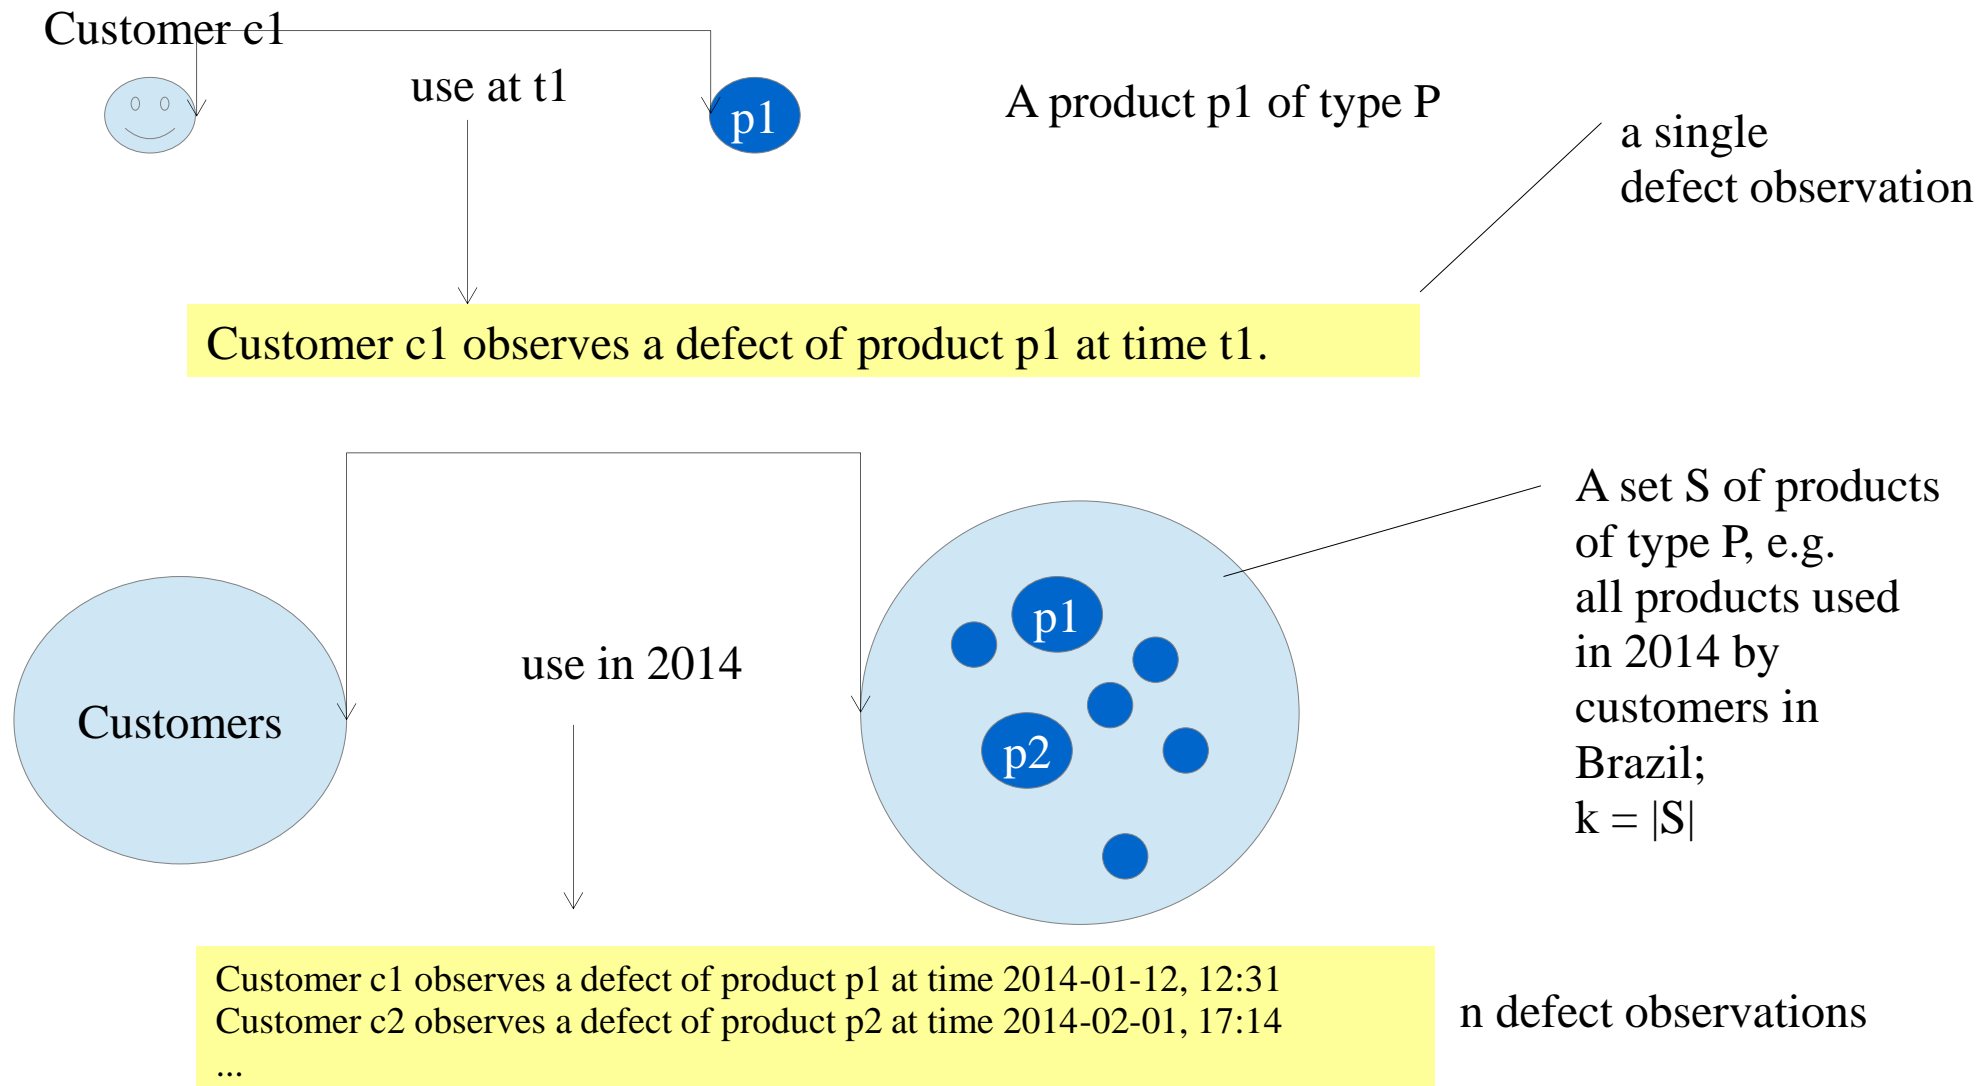 Customer c1
use at t1
p1
A product p1 of type P
a single
defect observation
Customer c1 observes a defect of product p1 at time t1.
Customers
use in 2014
p1
p2
A set S of products
of type P, e.g.
all products used
in 2014 by
customers in
Brazil;
k = |S|
Customer c1 observes a defect of product p1 at time 2014-01-12, 12:31
Customer c2 observes a defect of product p2 at time 2014-02-01, 17:14
...
n defect observations